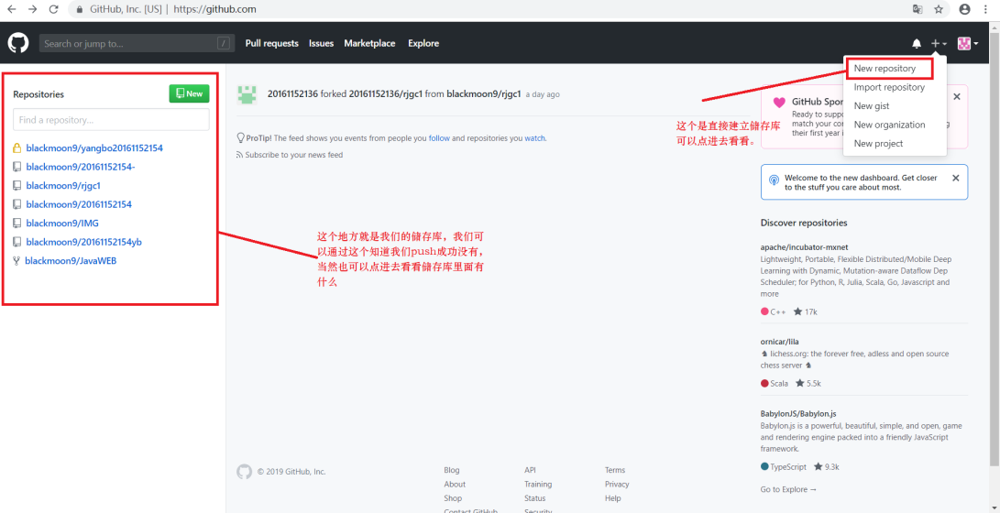 GitHub, Inc. [US] | https://github.com
Search or jump to... /
Pull requests Issues Marketplace Explore
Repositories
New
Find a repository...
blackmoon9/yangbo20161152154
blackmoon9/20161152154-
blackmoon9/rjgc1
blackmoon9/20161152154
blackmoon9/IMG
blackmoon9/20161152154yb
blackmoon9/JavaWEB
20161152136 forked 20161152136/rjgc1 from blackmoon9/rjgc1 a day ago
ProTip! The feed shows you events from people you follow and repositories you watch.
Subscribe to your news feed
这个地方就是我们的储存库，我们可
以通过这个知道我们push成功没有，
当然也可以点进去看看储存库里面有
什么
New repository
Import repository
New gist
New organization
New project
这个是直接建立储存库
可以点进去看看。
GitHub Spon
Ready to suppo
match your con
their first year i
Welcome to the new dashboard. Get closer
to the stuff you care about most.
Discover repositories
apache/incubator-mxnet
Lightweight, Portable, Flexible Distributed/Mobile Deep
Learning with Dynamic, Mutation-aware Dataflow Dep
Scheduler; for Python, R, Julia, Scala, Go, Javascript and
more
C++ 17k
ornicar/lila
♞ lichess.org: the forever free, adless and open source
chess server ♞
Scala 5.5k
BabylonJS/Babylon.js
Babylon.js is a powerful, beautiful, simple, and open, game
and rendering engine packed into a friendly JavaScript
framework.
TypeScript 9.3k
Go to Explore →
© 2019 GitHub, Inc.
Blog
About
Shop
Contact GitHub
API
Training
Status
Security
Terms
Privacy
Help